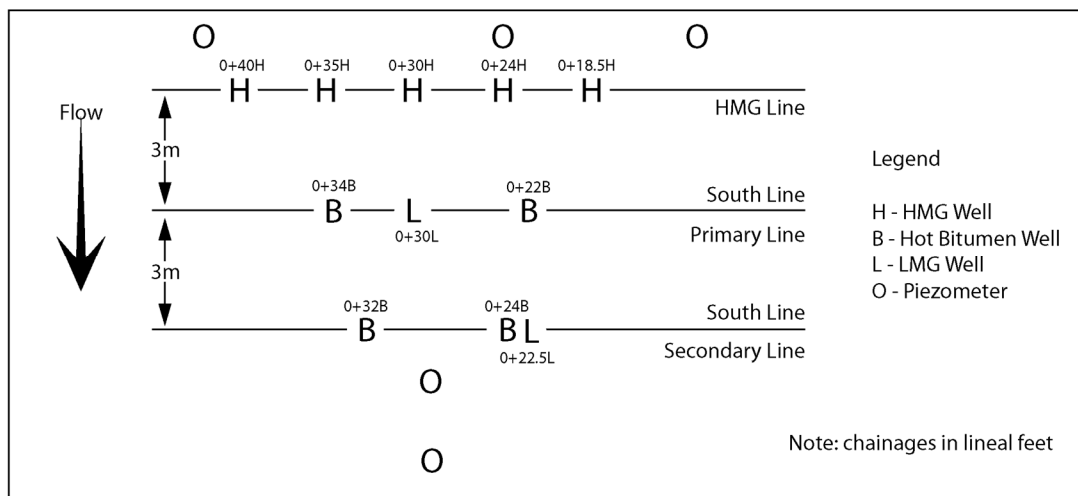 O O O
0+40H 0+35H 0+30H 0+24H 0+18.5H
H H H H H
HMG Line
Flow
3m
Legend
0+34B 0+22B
South Line
B L B
0+30L
Primary Line
H - HMG Well
B - Hot Bitumen Well
L - LMG Well
O - Piezometer
3m
0+32B 0+24B
South Line
B B L
0+22.5L
Secondary Line
O
O
Note: chainages in lineal feet